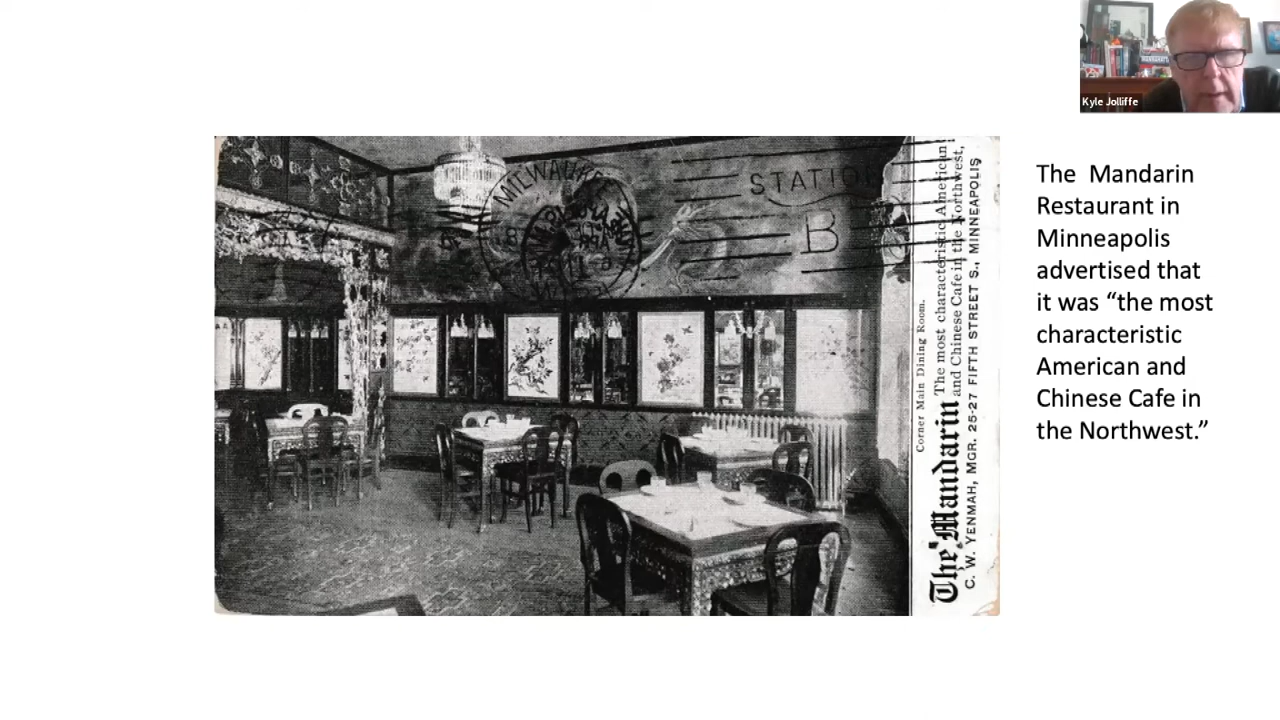 Kyle Jolliffe
The Mandarin
Restaurant in
Minneapolis
advertised that
it was “the most
characteristic
American and
Chinese Cafe in
the Northwest.”
MILWAUKEE
STATION
B
Corner Main Dining Room.
The Mandarin The most characteristic American
and Chinese Cafe in the Northwest,
C. W. YENMAH, MGR. 25-27 FIFTH STREET S., MINNEAPOLIS